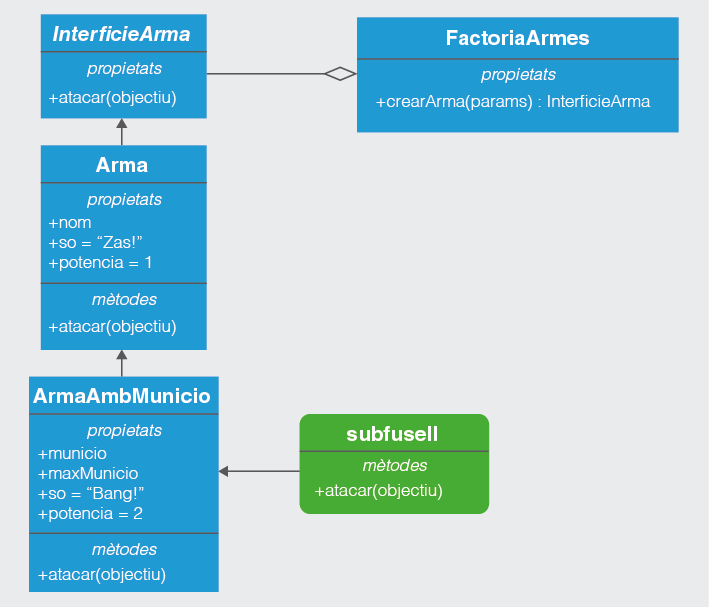 InterficieArma
propietats
+atacar(objectiu)
FactoriaArmes
propietats
+crearArma(params) : InterficieArma
Arma
propietats
+nom
+so = “Zas!”
+potencia = 1
mètodes
+atacar(objectiu)
ArmaAmbMunicio
propietats
+municio
+maxMunicio
+so = “Bang!”
+potencia = 2
mètodes
+atacar(objectiu)
subfusell
mètodes
+atacar(objectiu)